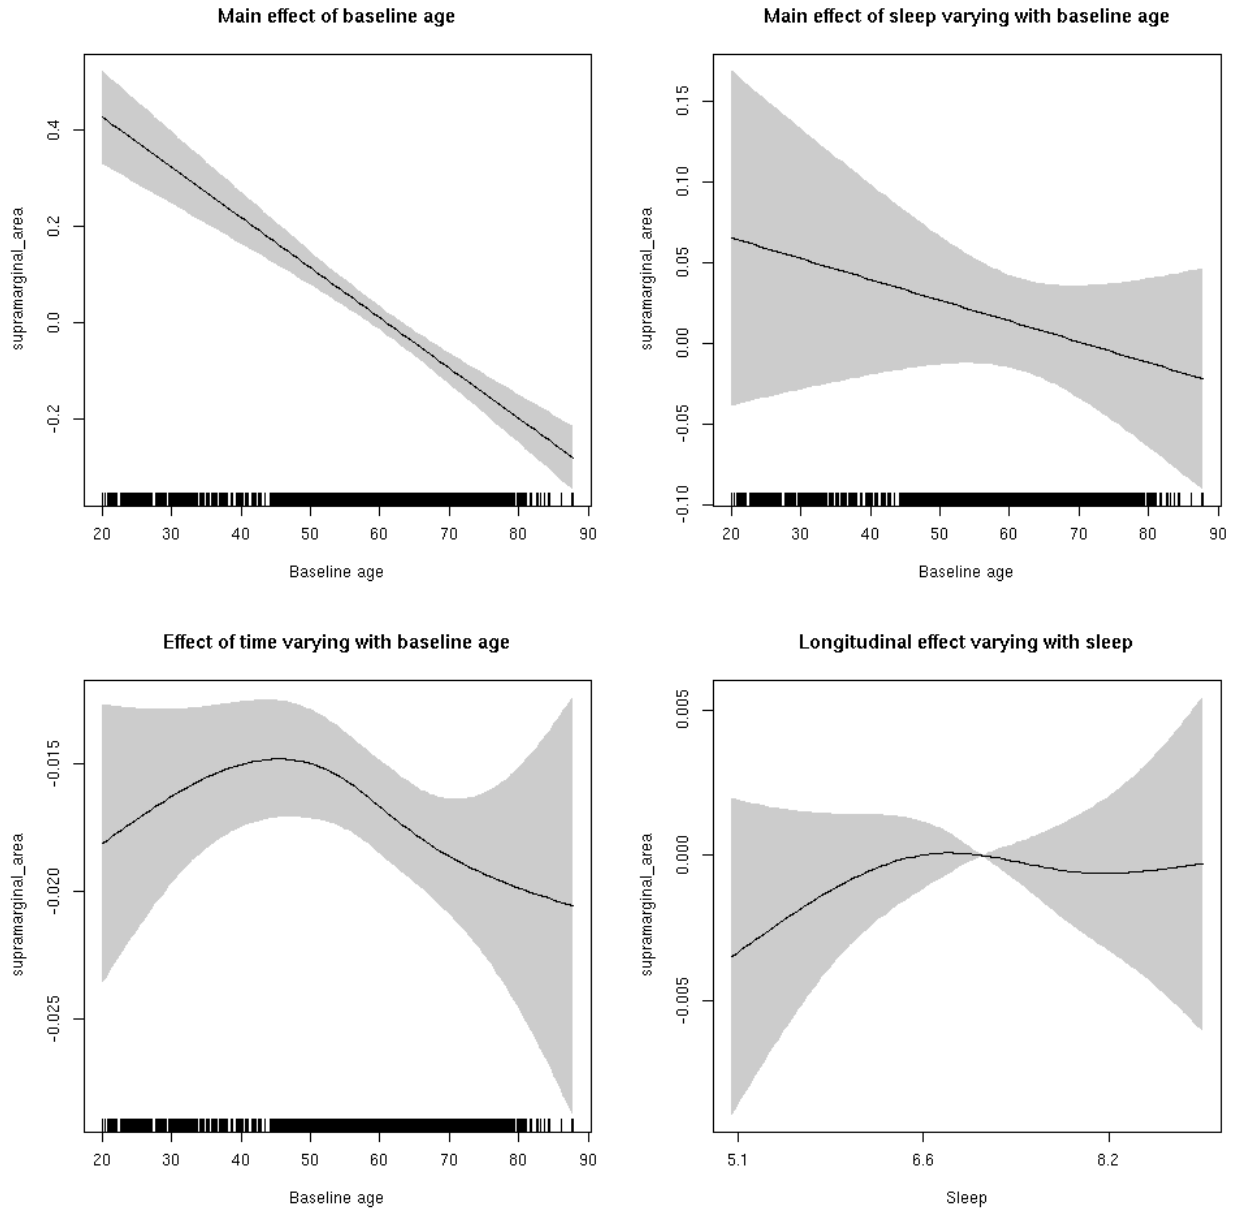 Main effect of baseline age
supramarginal_area
0.4
0.2
0.0
-0.2
20 30 40 50 60 70 80 90
Baseline age
Main effect of sleep varying with baseline age
supramarginal_area
0.15
0.10
0.05
0.00
-0.05
-0.10
20 30 40 50 60 70 80 90
Baseline age
Effect of time varying with baseline age
supramarginal_area
-0.015
-0.020
-0.025
20 30 40 50 60 70 80 90
Baseline age
Longitudinal effect varying with sleep
supramarginal_area
0.005
0.000
-0.005
5.1 6.6 8.2
Sleep